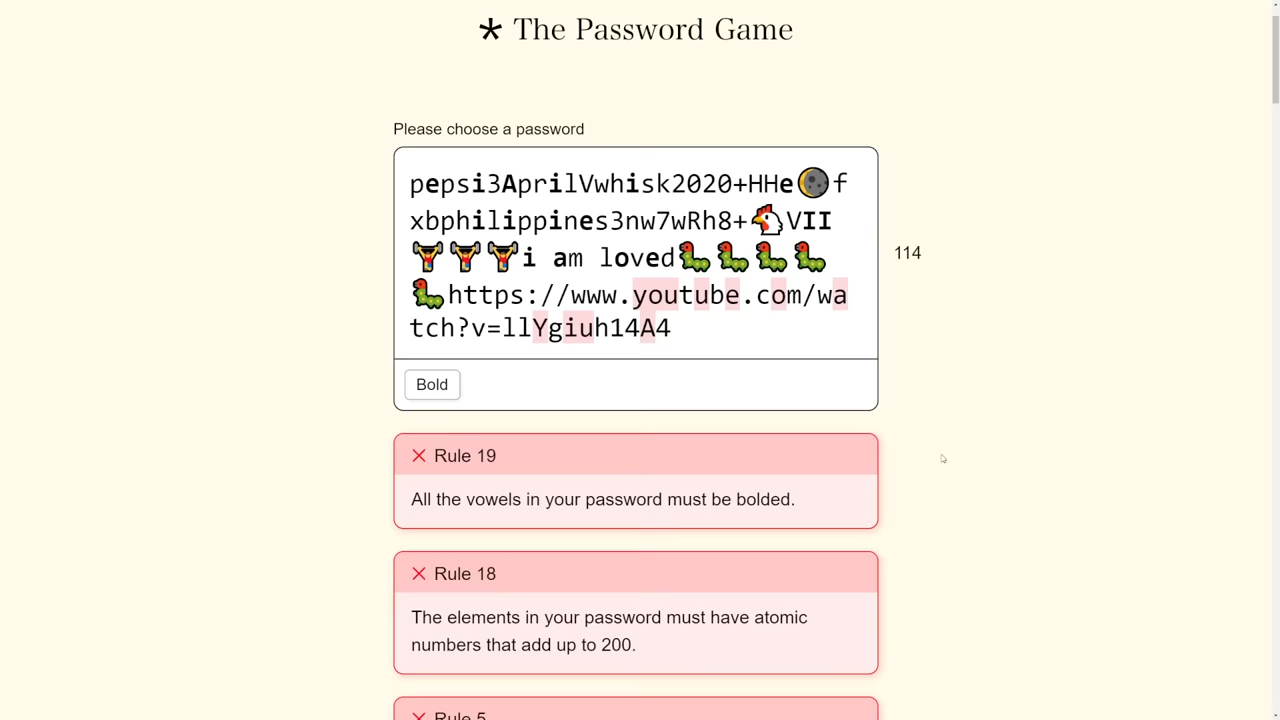 * The Password Game
Please choose a password
pepsi3AprilVwhisk2020+HHe🌘f
xbphilippines3nw7wRh8+🐔VII
🏋️🏋️🏋️i am loved🐛🐛🐛🐛
🐛https://www.youtube.com/wa
tch?v=llYgiuh14A4
114
Bold
Rule 19
All the vowels in your password must be bolded.
Rule 18
The elements in your password must have atomic
numbers that add up to 200.
Rule 5